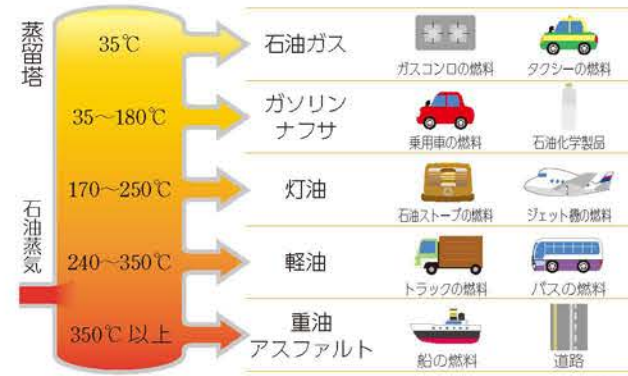 蒸留塔
35℃
石油ガス
ガスコンロの燃料
タクシーの燃料
35〜180℃
ガソリン
ナフサ
乗用車の燃料
石油化学製品
170〜250℃
灯油
石油ストーブの燃料
ジェット機の燃料
石油蒸気
240〜350℃
軽油
トラックの燃料
バスの燃料
350℃ 以上
重油
アスファルト
船の燃料
道路